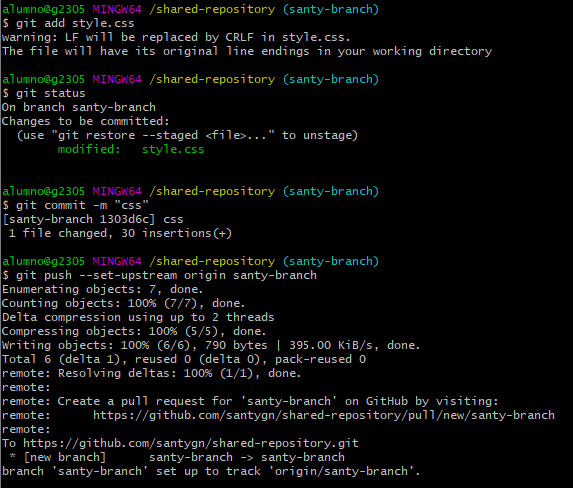 alumno@g2305 MINGW64 /shared-repository (santy-branch)
$ git add style.css
warning: LF will be replaced by CRLF in style.css.
The file will have its original line endings in your working directory
alumno@g2305 MINGW64 /shared-repository (santy-branch)
$ git status
On branch santy-branch
Changes to be committed:
  (use "git restore --staged <file>..." to unstage)
        modified:   style.css
alumno@g2305 MINGW64 /shared-repository (santy-branch)
$ git commit -m "css"
[santy-branch 1303d6c] css
 1 file changed, 30 insertions(+)
alumno@g2305 MINGW64 /shared-repository (santy-branch)
$ git push --set-upstream origin santy-branch
Enumerating objects: 7, done.
Counting objects: 100% (7/7), done.
Delta compression using up to 2 threads
Compressing objects: 100% (5/5), done.
Writing objects: 100% (6/6), 790 bytes | 395.00 KiB/s, done.
Total 6 (delta 1), reused 0 (delta 0), pack-reused 0
remote: Resolving deltas: 100% (1/1), done.
remote:
remote: Create a pull request for 'santy-branch' on GitHub by visiting:
remote:      https://github.com/santygn/shared-repository/pull/new/santy-branch
remote:
To https://github.com/santygn/shared-repository.git
 * [new branch]      santy-branch -> santy-branch
branch 'santy-branch' set up to track 'origin/santy-branch'.